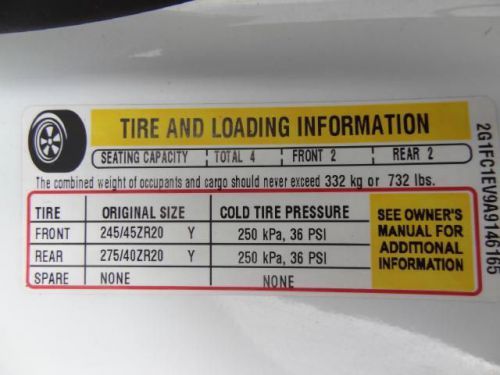 TIRE AND LOADING INFORMATION
SEATING CAPACITY TOTAL 4 FRONT 2 REAR 2
The combined weight of occupants and cargo should never exceed 332 kg or 732 lbs.
TIRE ORIGINAL SIZE COLD TIRE PRESSURE
FRONT 245/45ZR20 Y 250 kPa, 36 PSI
REAR 275/40ZR20 Y 250 kPa, 36 PSI
SPARE NONE NONE
SEE OWNER'S
MANUAL FOR
ADDITIONAL
INFORMATION
2G1FC1EV9A9146165